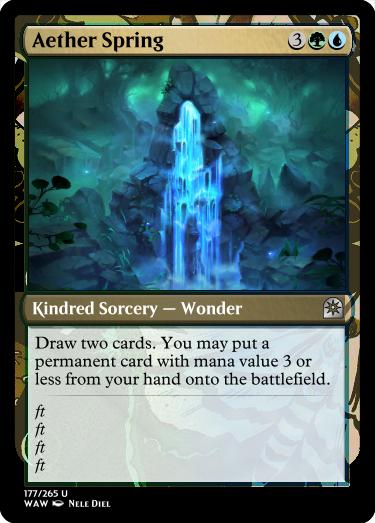 Aether Spring 3
Kindred Sorcery — Wonder
Draw two cards. You may put a
permanent card with mana value 3 or
less from your hand onto the battlefield.
ft
ft
ft
ft
177/265 U
WAW Nele Diel